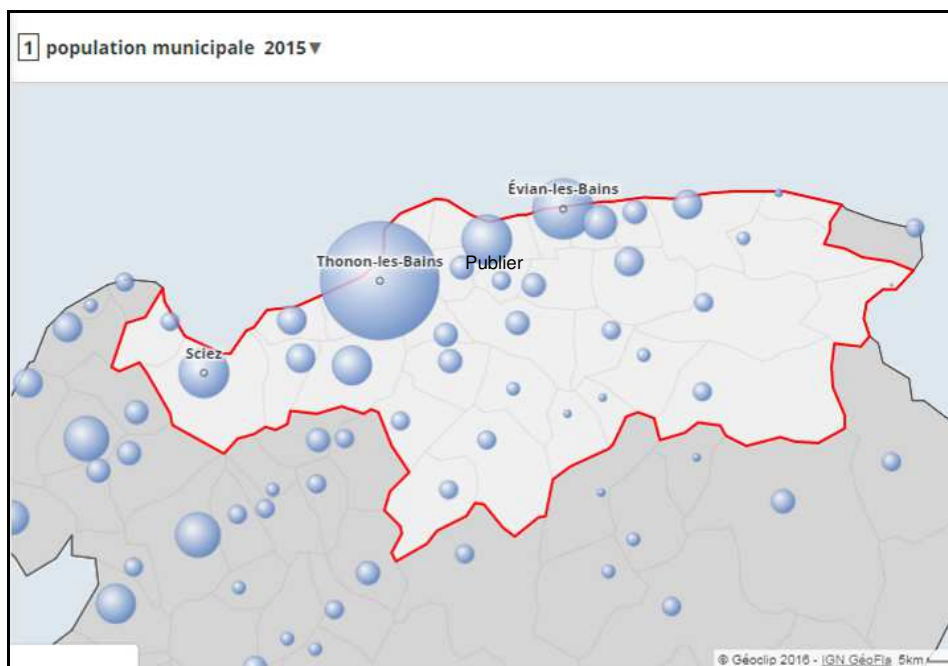 1 population municipale 2015▼
Évian-les-Bains
Thonon-les-Bains
Publier
Sciez
© Géoclip 2016 - IGN GéoFla 5km